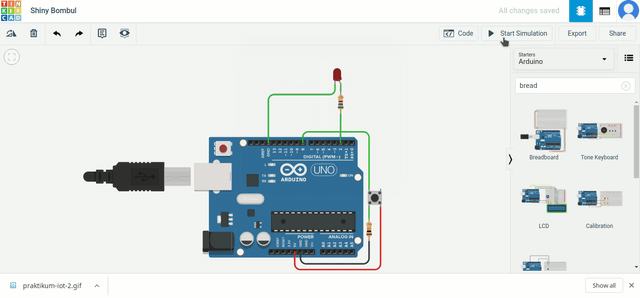 TIN
KER
CAD
Shiny Bombul
All changes saved
Code
Start Simulation
Export
Share
Starters
Arduino
bread
Breadboard
Tone Keyboard
LCD
Calibration
DIGITAL (PWM~)
UNO
ARDUINO
POWER
ANALOG IN
praktikum-iot-2.gif
Show all